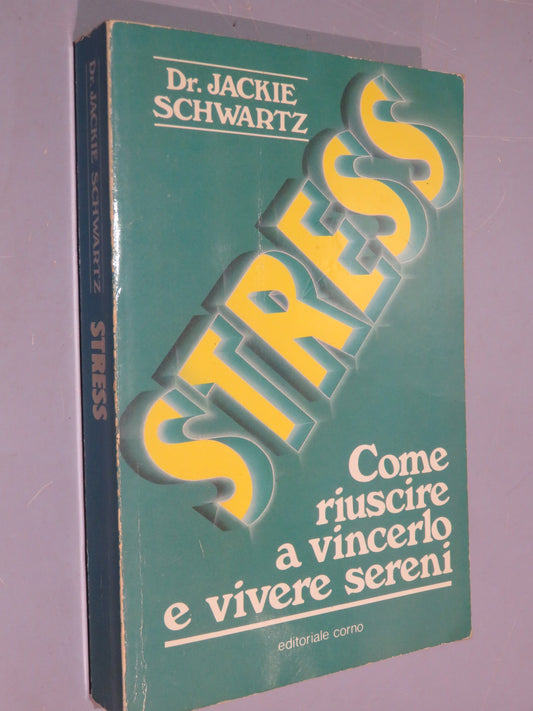 Dr. JACKIE
SCHWARTZ
STRESS
Come
riuscire
a vincerlo
e vivere sereni
editoriale corno
Dr. JACKIE SCHWARTZ STRESS